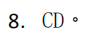 8. CD。